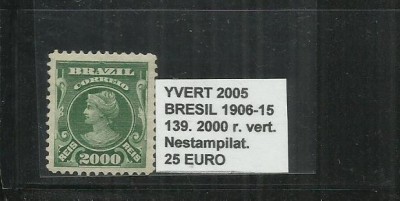 BRAZIL
CORREIO
REIS 2000 REIS
YVERT 2005
BRESIL 1906-15
139. 2000 r. vert.
Nestampilat.
25 EURO